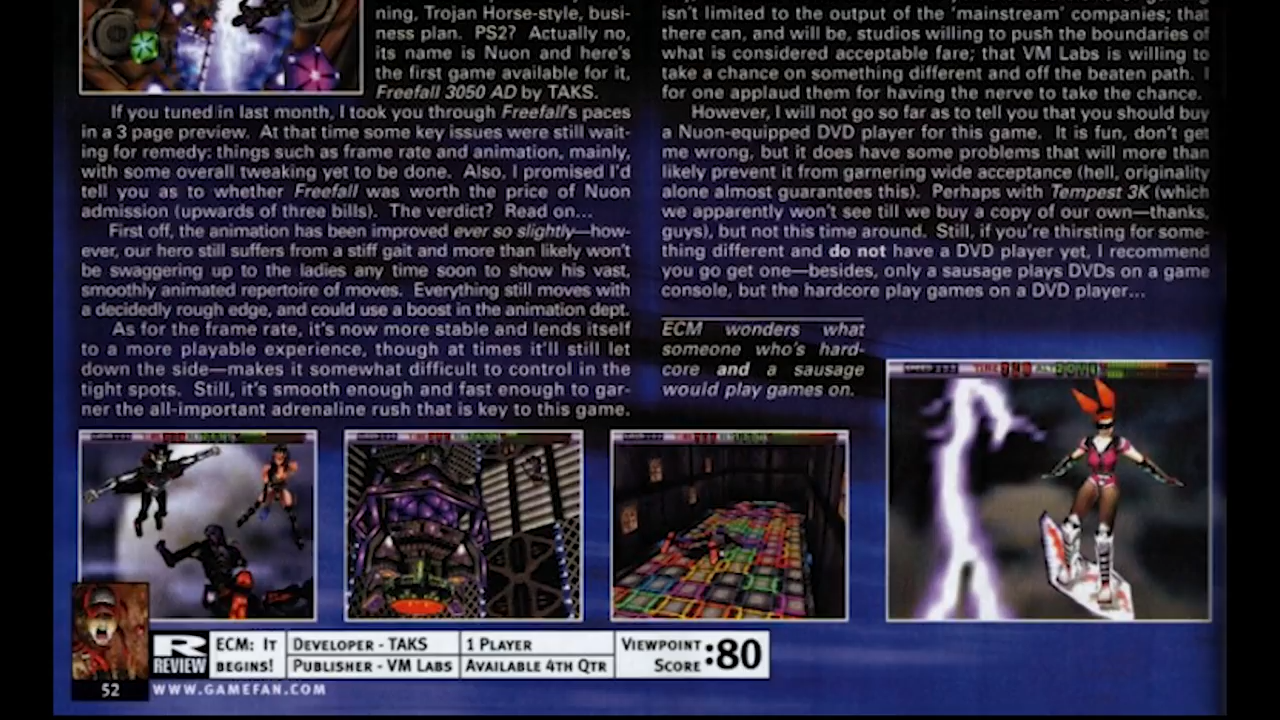 ning, Trojan Horse-style, busi-
ness plan. PS2? Actually no,
its name is Nuon and here's
the first game available for it,
Freefall 3050 AD by TAKS.
If you tuned in last month, I took you through Freefall's paces
in a 3 page preview. At that time some key issues were still wait-
ing for remedy: things such as frame rate and animation, mainly,
with some overall tweaking yet to be done. Also, I promised I'd
tell you as to whether Freefall was worth the price of Nuon
admission (upwards of three bills). The verdict? Read on...
First off, the animation has been improved ever so slightly—how-
ever, our hero still suffers from a stiff gait and more than likely won't
be swaggering up to the ladies any time soon to show his vast,
smoothly animated repertoire of moves. Everything still moves with
a decidedly rough edge, and could use a boost in the animation dept.
As for the frame rate, it's now more stable and lends itself
to a more playable experience, though at times it'll still let
down the side—makes it somewhat difficult to control in the
tight spots. Still, it's smooth enough and fast enough to gar-
ner the all-important adrenaline rush that is key to this game.
isn't limited to the output of the 'mainstream' companies; that
there can, and will be, studios willing to push the boundaries of
what is considered acceptable fare; that VM Labs is willing to
take a chance on something different and off the beaten path. I
for one applaud them for having the nerve to take the chance.
However, I will not go so far as to tell you that you should buy
a Nuon-equipped DVD player for this game. It is fun, don't get
me wrong, but it does have some problems that will more than
likely prevent it from garnering wide acceptance (hell, originality
alone almost guarantees this). Perhaps with Tempest 3K (which
we apparently won't see till we buy a copy of our own—thanks,
guys), but not this time around. Still, if you're thirsting for some-
thing different and do not have a DVD player yet, I recommend
you go get one—besides, only a sausage plays DVDs on a game
console, but the hardcore play games on a DVD player...
ECM wonders what
someone who's hard-
core and a sausage
would play games on.
R REVIEW
ECM: It
begins!
Developer - TAKS
Publisher - VM Labs
1 Player
Available 4th Qtr
Viewpoint
Score :80
52
WWW.GAMEFAN.COM